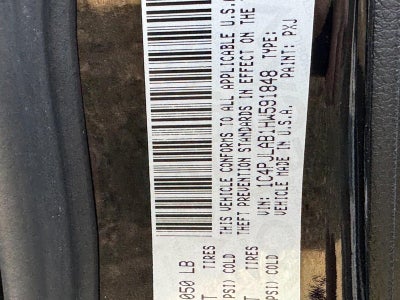 THIS VEHICLE CONFORMS TO ALL APPLICABLE U.S.
THEFT PREVENTION STANDARDS IN EFFECT ON THE
VIN: 1C4PJLAB1HW591848 TYPE:
VEHICLE MADE IN U.S.A. PAINT: PXJ
050 LB
TIRES
PSI) COLD
TIRES
PSI) COLD